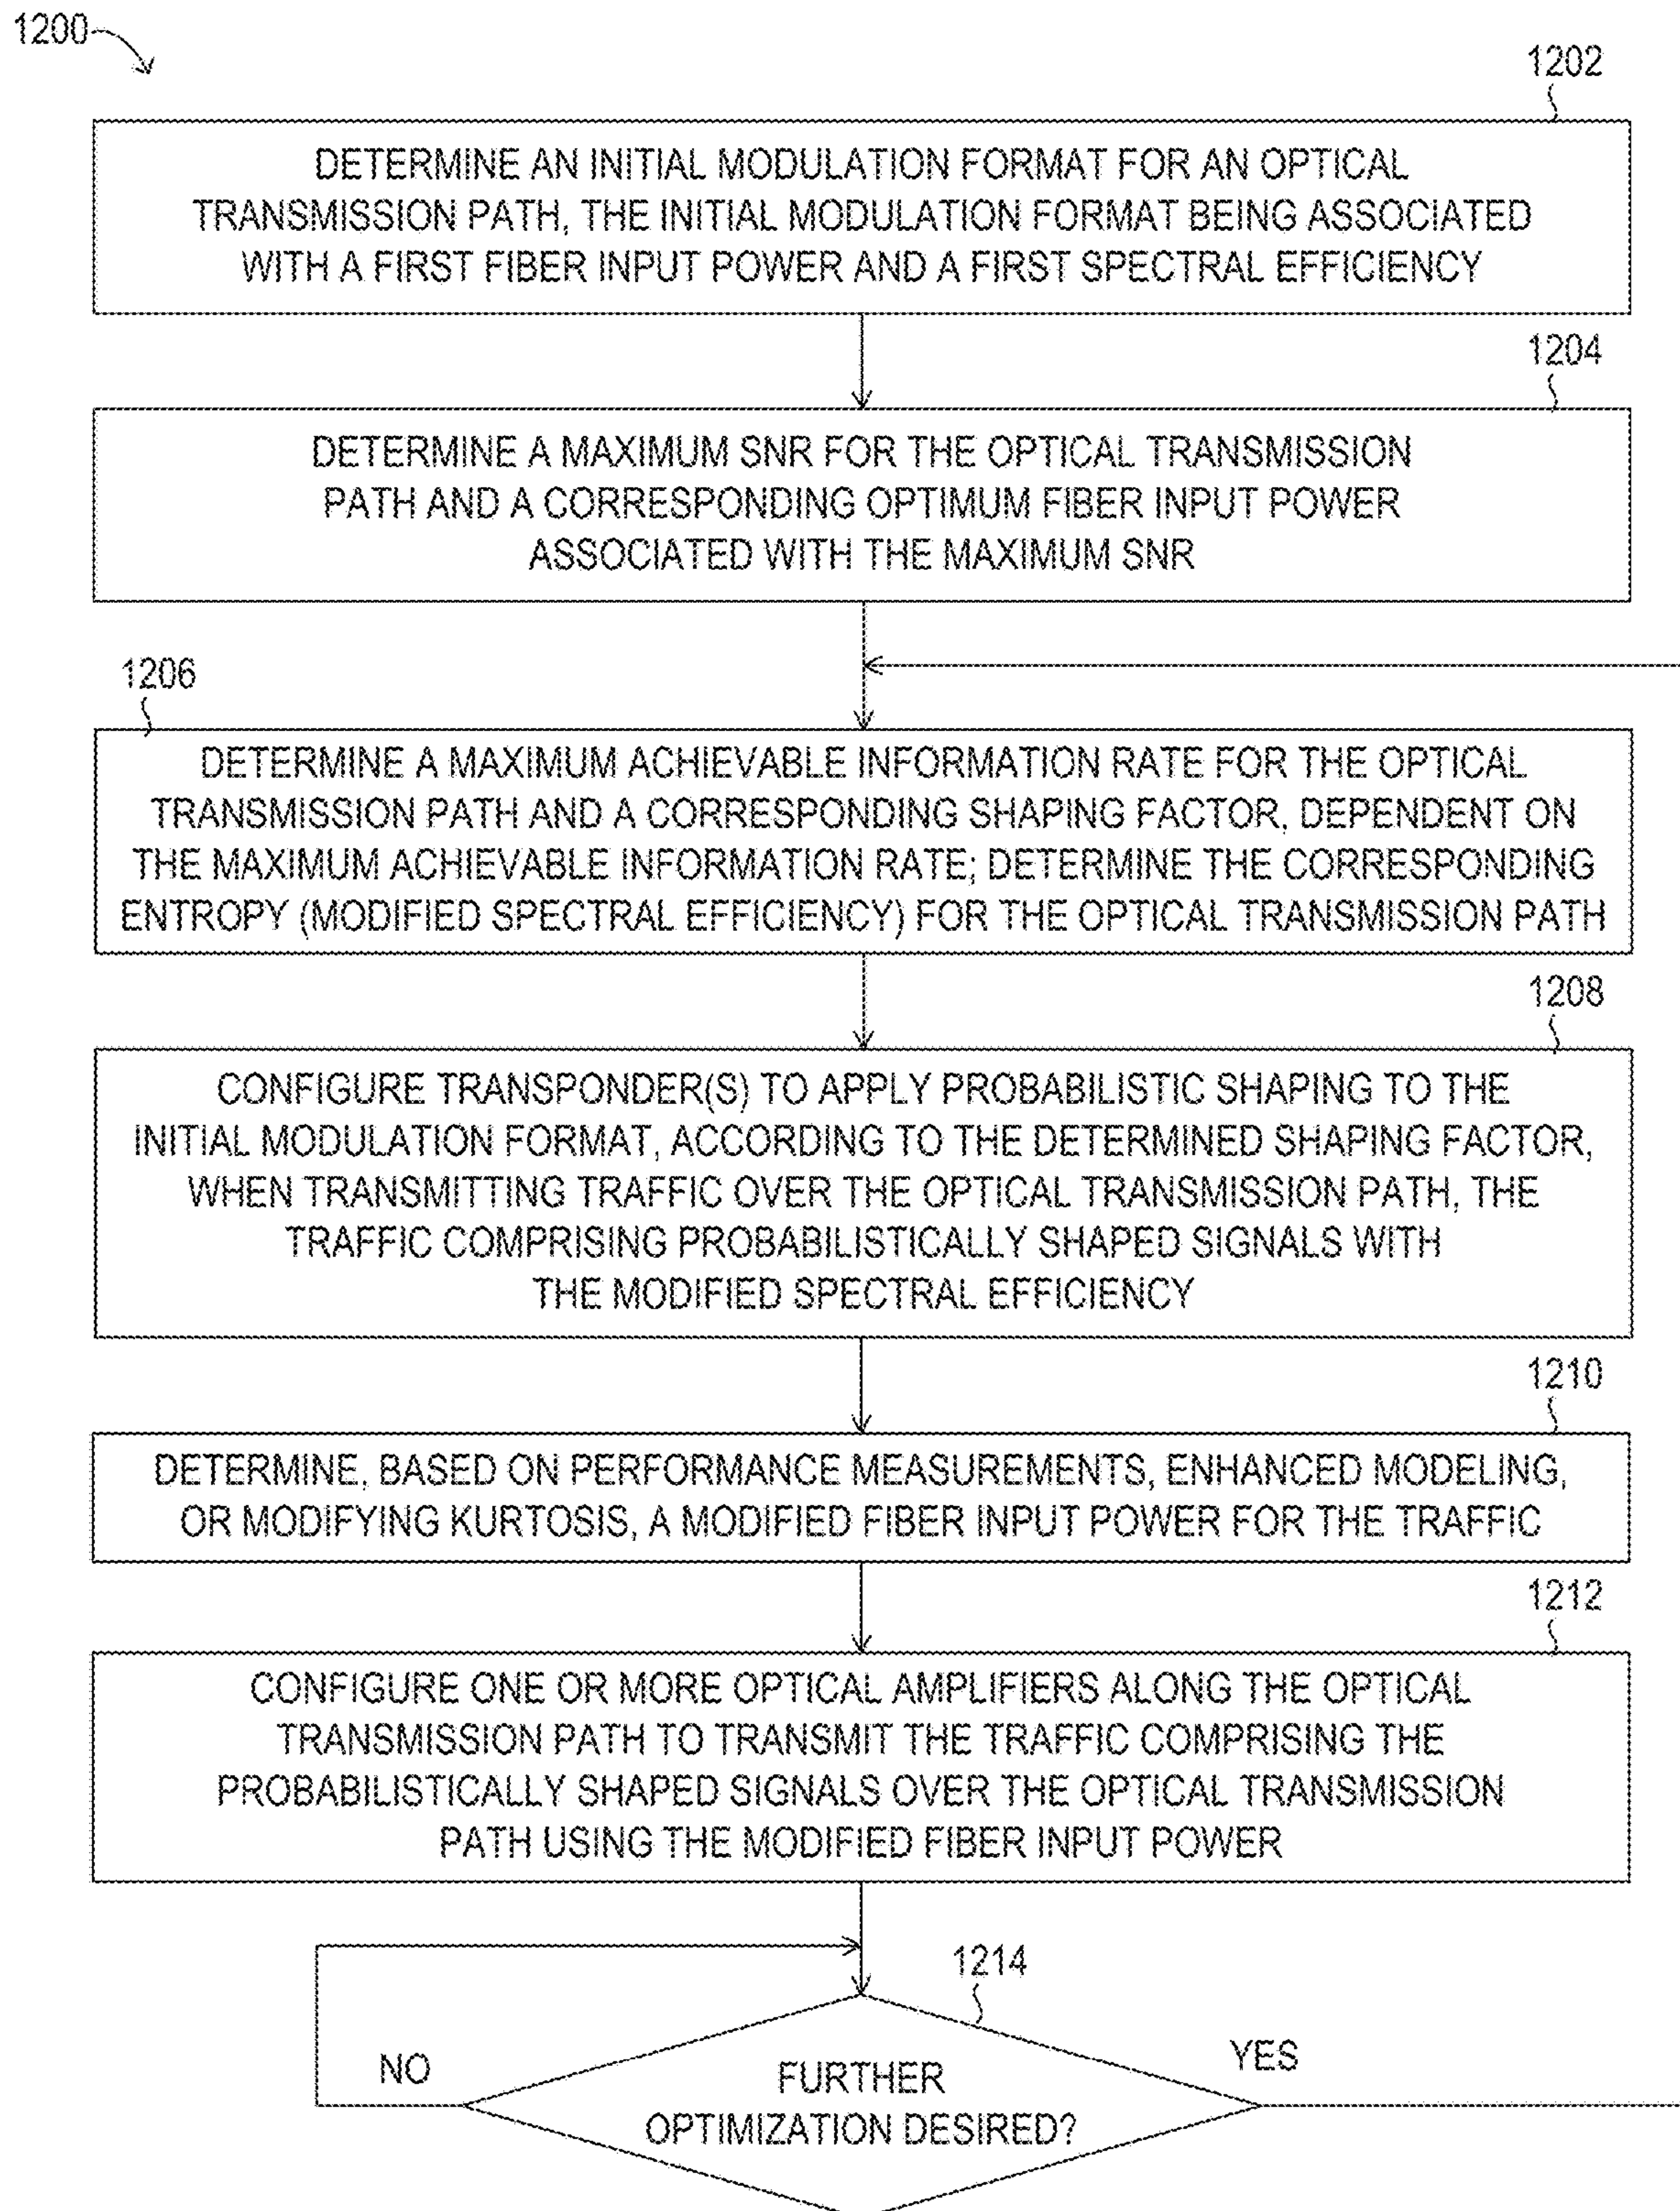 1200
1202
DETERMINE AN INITIAL MODULATION FORMAT FOR AN OPTICAL
TRANSMISSION PATH, THE INITIAL MODULATION FORMAT BEING ASSOCIATED
WITH A FIRST FIBER INPUT POWER AND A FIRST SPECTRAL EFFICIENCY
1204
DETERMINE A MAXIMUM SNR FOR THE OPTICAL TRANSMISSION
PATH AND A CORRESPONDING OPTIMUM FIBER INPUT POWER
ASSOCIATED WITH THE MAXIMUM SNR
1206
DETERMINE A MAXIMUM ACHIEVABLE INFORMATION RATE FOR THE OPTICAL
TRANSMISSION PATH AND A CORRESPONDING SHAPING FACTOR, DEPENDENT ON
THE MAXIMUM ACHIEVABLE INFORMATION RATE; DETERMINE THE CORRESPONDING
ENTROPY (MODIFIED SPECTRAL EFFICIENCY) FOR THE OPTICAL TRANSMISSION PATH
1208
CONFIGURE TRANSPONDER(S) TO APPLY PROBABILISTIC SHAPING TO THE
INITIAL MODULATION FORMAT, ACCORDING TO THE DETERMINED SHAPING FACTOR,
WHEN TRANSMITTING TRAFFIC OVER THE OPTICAL TRANSMISSION PATH, THE
TRAFFIC COMPRISING PROBABILISTICALLY SHAPED SIGNALS WITH
THE MODIFIED SPECTRAL EFFICIENCY
1210
DETERMINE, BASED ON PERFORMANCE MEASUREMENTS, ENHANCED MODELING,
OR MODIFYING KURTOSIS, A MODIFIED FIBER INPUT POWER FOR THE TRAFFIC
1212
CONFIGURE ONE OR MORE OPTICAL AMPLIFIERS ALONG THE OPTICAL
TRANSMISSION PATH TO TRANSMIT THE TRAFFIC COMPRISING THE
PROBABILISTICALLY SHAPED SIGNALS OVER THE OPTICAL TRANSMISSION
PATH USING THE MODIFIED FIBER INPUT POWER
1214
NO
YES
FURTHER
OPTIMIZATION DESIRED?